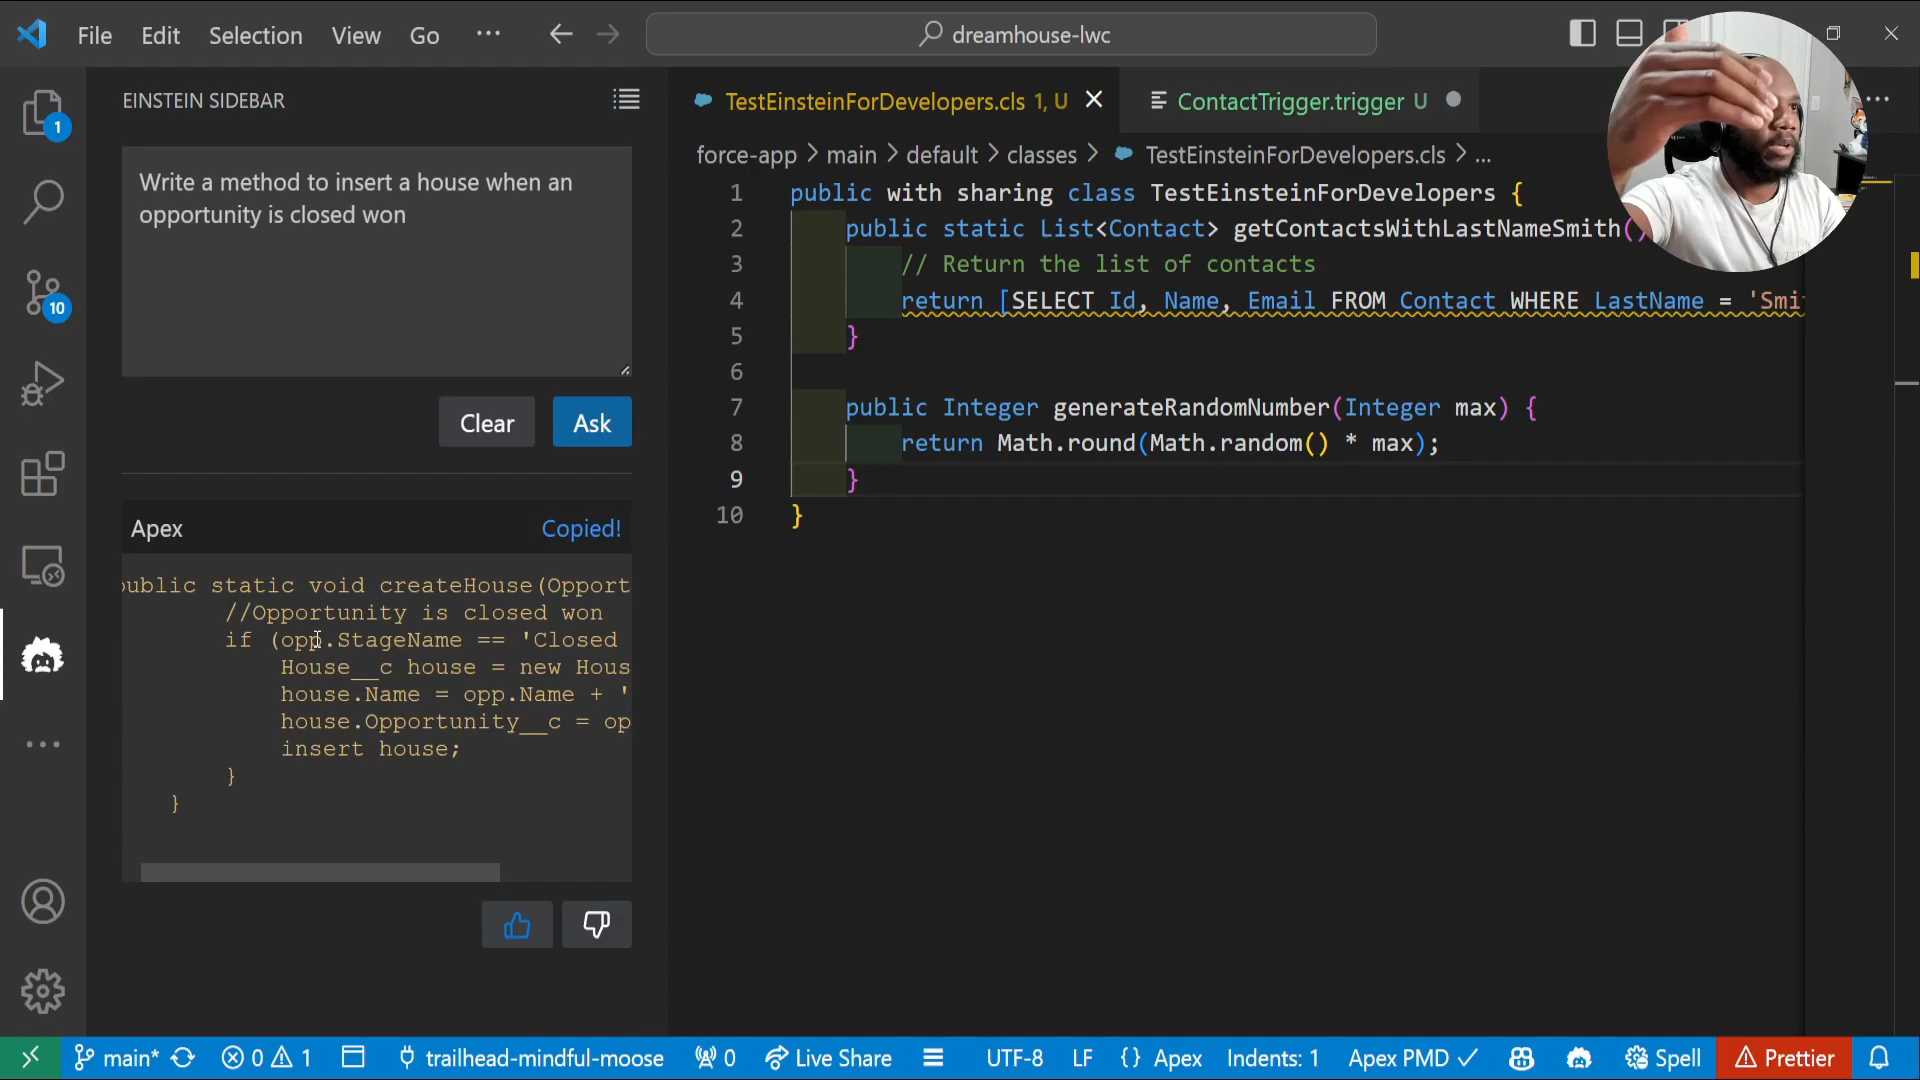 File Edit Selection View Go ... dreamhouse-lwc
EINSTEIN SIDEBAR
Write a method to insert a house when an
opportunity is closed won
Clear Ask
Apex Copied!
public static void createHouse(Opport
//Opportunity is closed won
if (opp.StageName == 'Closed
House__c house = new Hous
house.Name = opp.Name + '
house.Opportunity__c = op
insert house;
}
}
1
10
TestEinsteinForDevelopers.cls 1, U
ContactTrigger.trigger U
force-app > main > default > classes > TestEinsteinForDevelopers.cls > ...
1 public with sharing class TestEinsteinForDevelopers {
2 public static List<Contact> getContactsWithLastNameSmith()
3 // Return the list of contacts
4 return [SELECT Id, Name, Email FROM Contact WHERE LastName = 'Smi
5 }
6
7 public Integer generateRandomNumber(Integer max) {
8 return Math.round(Math.random() * max);
9 }
10 }
main* 0 1 trailhead-mindful-moose 0 Live Share UTF-8 LF {} Apex Indents: 1 Apex PMD ✓ Spell Prettier